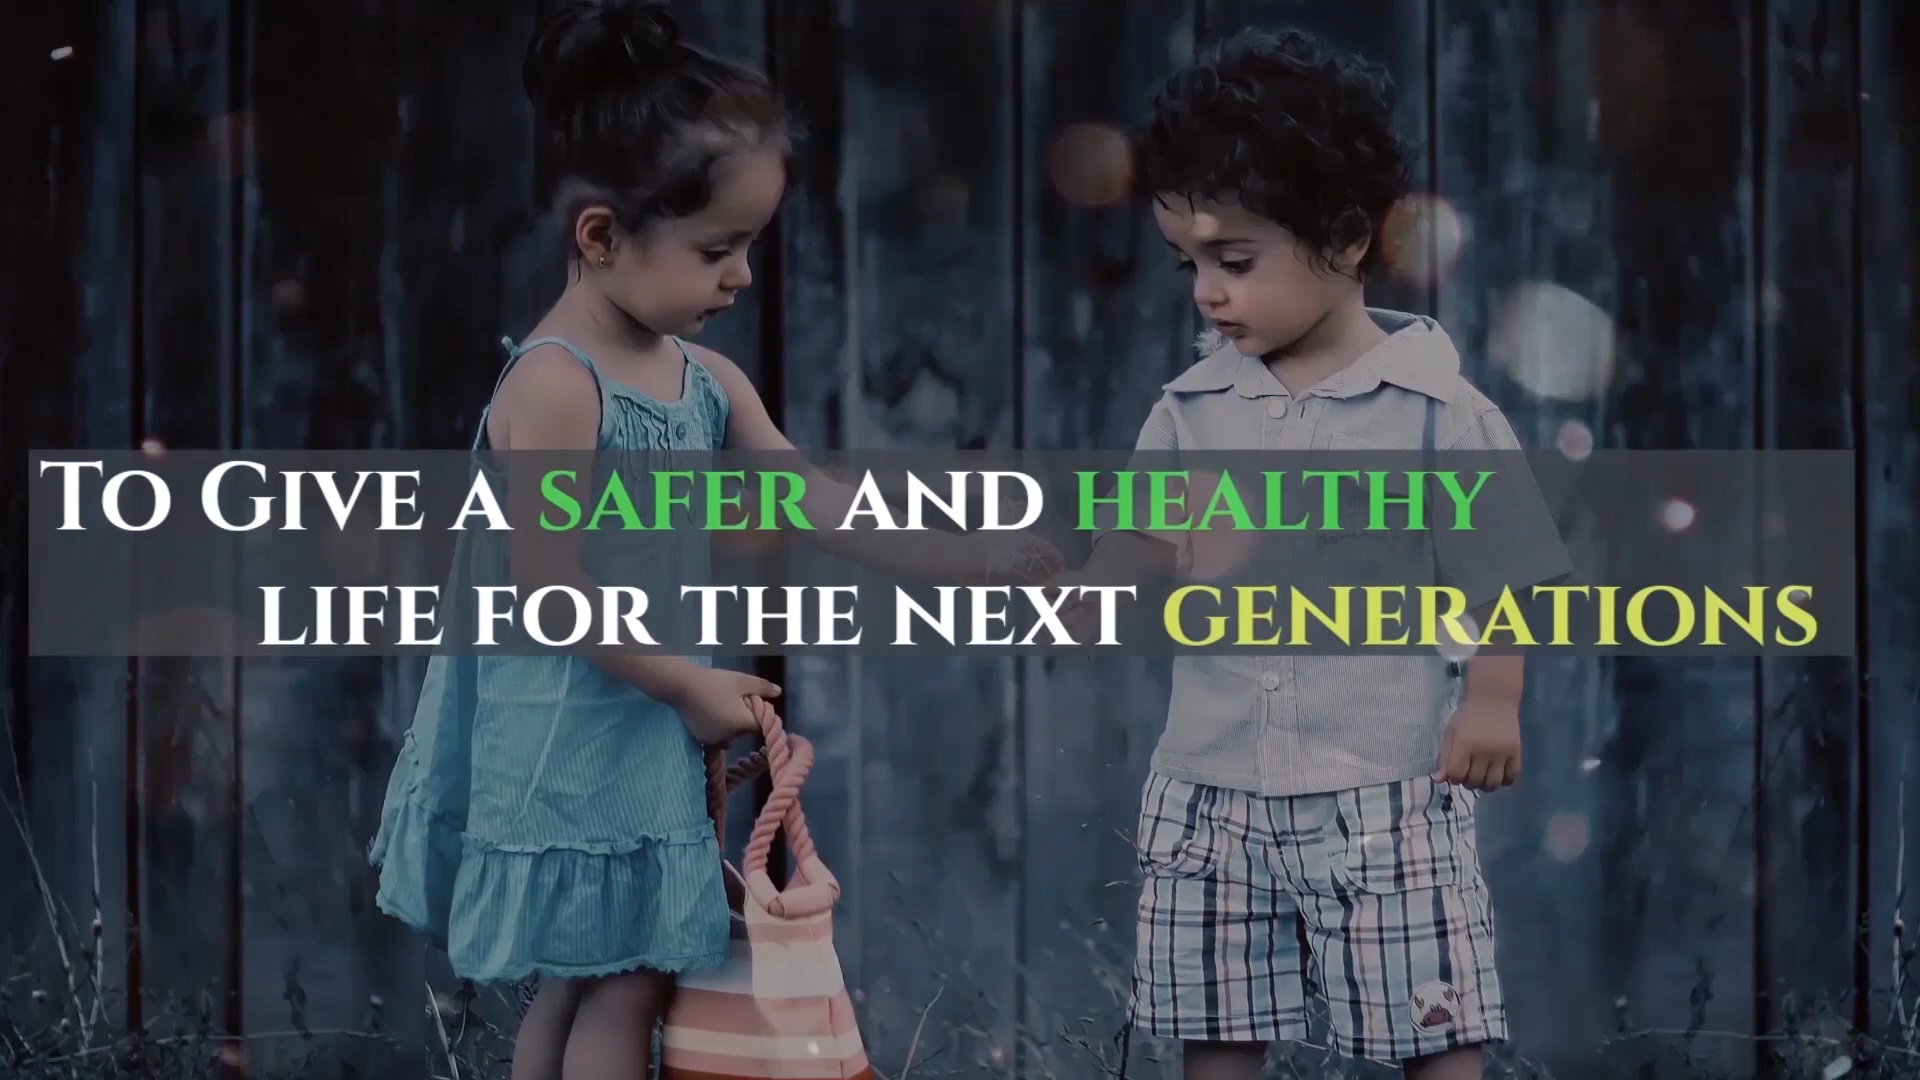 To Give a safer and healthy
life for the next generations